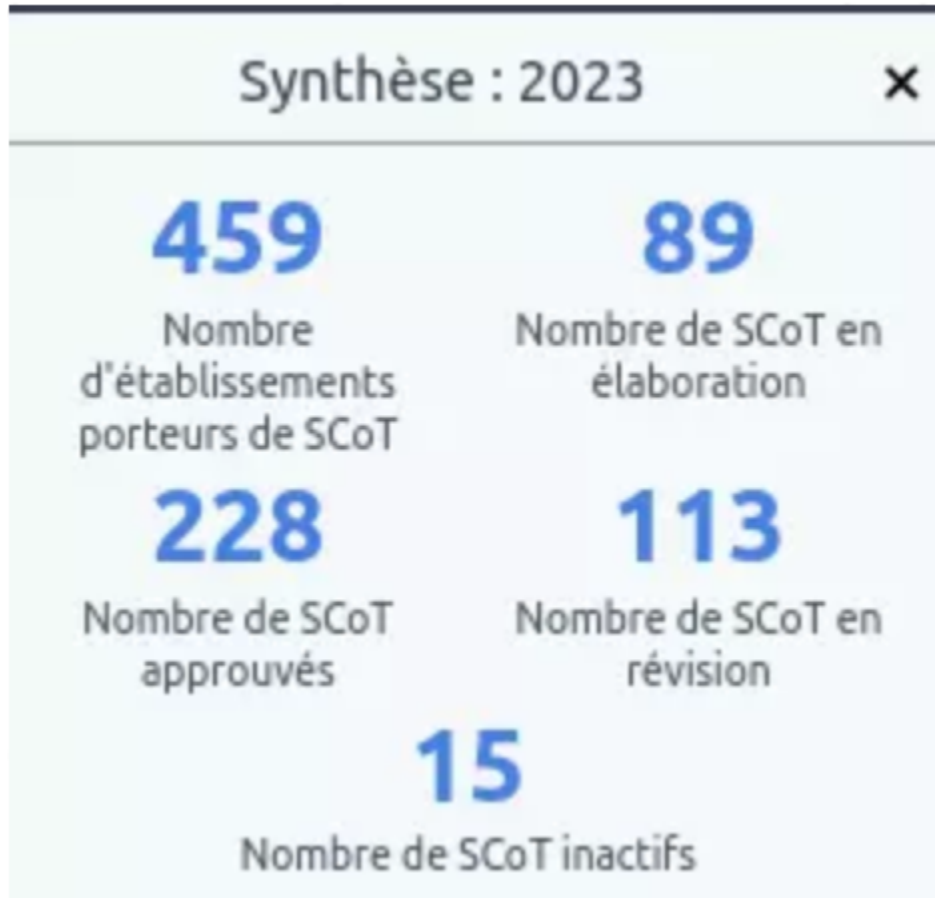 Synthèse : 2023 ×
459
Nombre
d'établissements
porteurs de SCoT
89
Nombre de SCoT en
élaboration
228
Nombre de SCoT
approuvés
113
Nombre de SCoT en
révision
15
Nombre de SCoT inactifs